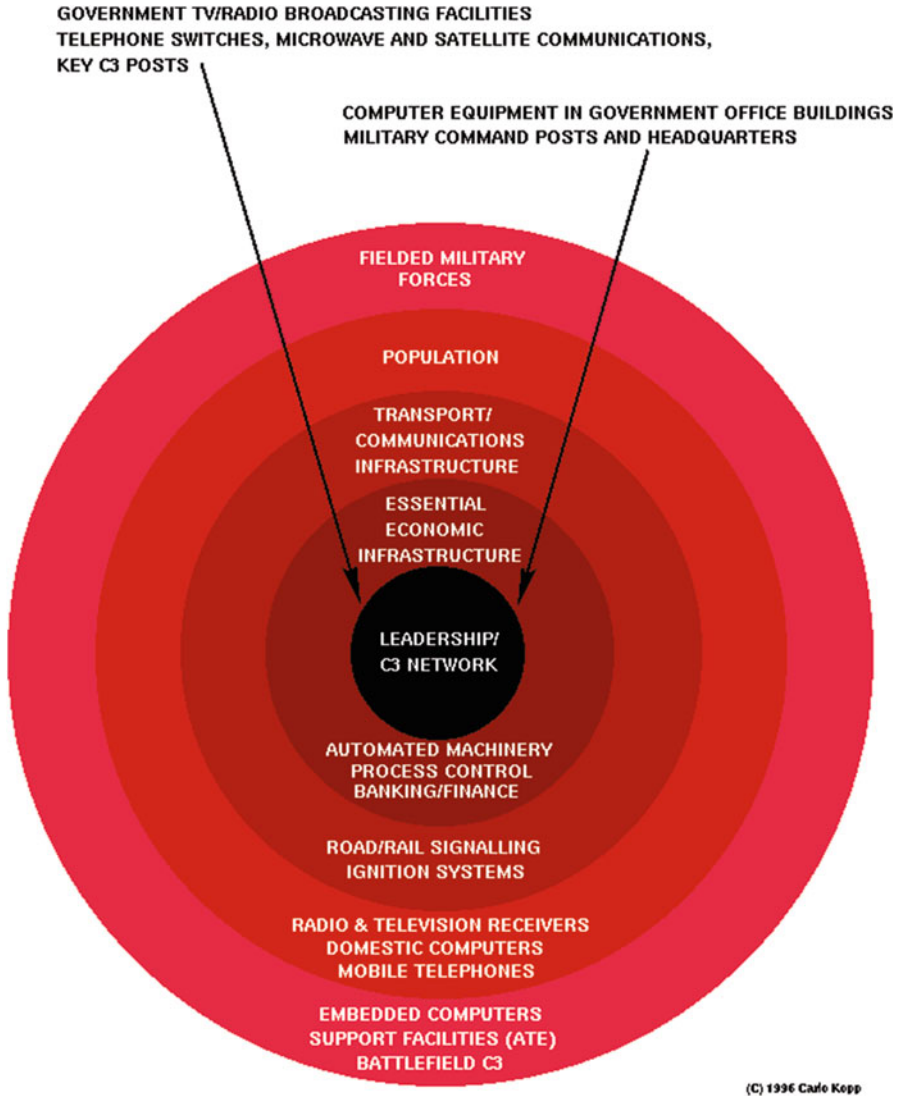 GOVERNMENT TV/RADIO BROADCASTING FACILITIES
TELEPHONE SWITCHES, MICROWAVE AND SATELLITE COMMUNICATIONS,
KEY C3 POSTS
COMPUTER EQUIPMENT IN GOVERNMENT OFFICE BUILDINGS
MILITARY COMMAND POSTS AND HEADQUARTERS
FIELDED MILITARY
FORCES
POPULATION
TRANSPORT/
COMMUNICATIONS
INFRASTRUCTURE
ESSENTIAL
ECONOMIC
INFRASTRUCTURE
LEADERSHIP/
C3 NETWORK
AUTOMATED MACHINERY
PROCESS CONTROL
BANKING/FINANCE
ROAD/RAIL SIGNALLING
IGNITION SYSTEMS
RADIO & TELEVISION RECEIVERS
DOMESTIC COMPUTERS
MOBILE TELEPHONES
EMBEDDED COMPUTERS
SUPPORT FACILITIES (ATE)
BATTLEFIELD C3
(C) 1996 Carlo Kopp